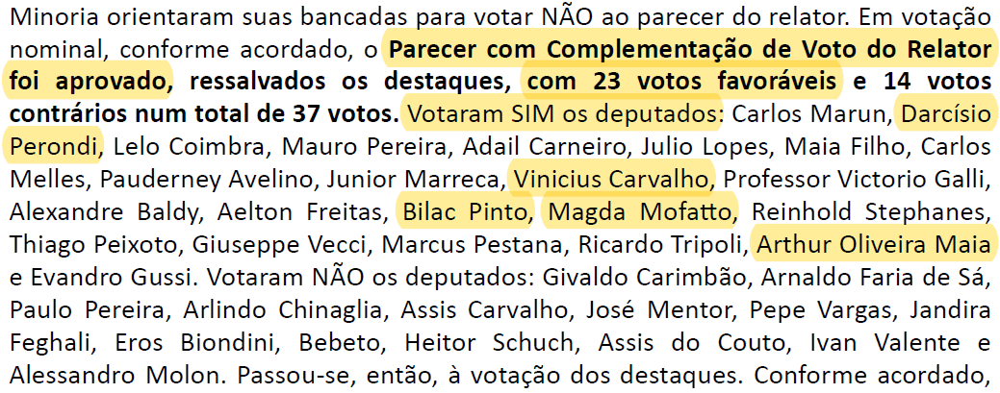 Minoria orientaram suas bancadas para votar NÃO ao parecer do relator. Em votação
nominal, conforme acordado, o Parecer com Complementação de Voto do Relator
foi aprovado, ressalvados os destaques, com 23 votos favoráveis e 14 votos
contrários num total de 37 votos. Votaram SIM os deputados: Carlos Marun, Darcísio
Perondi, Lelo Coimbra, Mauro Pereira, Adail Carneiro, Julio Lopes, Maia Filho, Carlos
Melles, Pauderney Avelino, Junior Marreca, Vinicius Carvalho, Professor Victorio Galli,
Alexandre Baldy, Aelton Freitas, Bilac Pinto, Magda Mofatto, Reinhold Stephanes,
Thiago Peixoto, Giuseppe Vecci, Marcus Pestana, Ricardo Tripoli, Arthur Oliveira Maia
e Evandro Gussi. Votaram NÃO os deputados: Givaldo Carimbão, Arnaldo Faria de Sá,
Paulo Pereira, Arlindo Chinaglia, Assis Carvalho, José Mentor, Pepe Vargas, Jandira
Feghali, Eros Biondini, Bebeto, Heitor Schuch, Assis do Couto, Ivan Valente e
Alessandro Molon. Passou-se, então, à votação dos destaques. Conforme acordado,